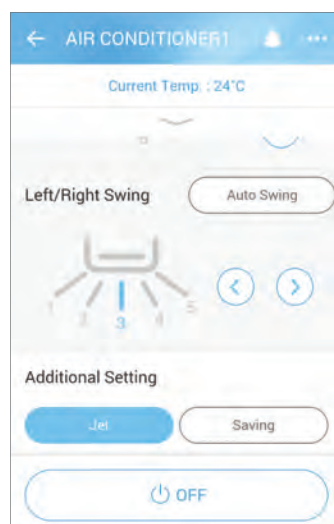 AIR CONDITIONER1
Current Temp. : 24°C
Left/Right Swing
Auto Swing
1 2 3 4 5
Additional Setting
Jet
Saving
OFF